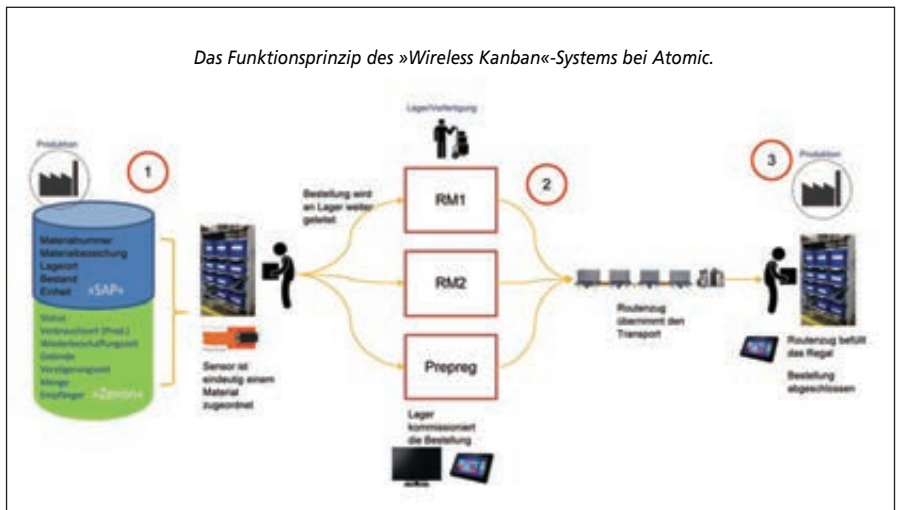 Das Funktionsprinzip des »Wireless Kanban«-Systems bei Atomic.
Produktion
1
Materialnummer
Materialbezeichung
Lagerort
Bestand
Einheit »SAP«
Status
Verbrauchsort (Prod.)
Wiederbeschaffungszeit
Gebinde
Verzögerungszeit
Menge
Empfänger »Zenon«
Sensor ist
eindeutig einem
Material
zugeordnet
Bestellung wird
an Lager weiter
geleitet
Lager/Vorfertigung
RM1
RM2
Prepreg
Lager
kommissioniert
die Bestellung
2
Routenzug
übernimmt den
Transport
3
Produktion
Routenzug befüllt
das Regal
Bestellung
abgeschlossen